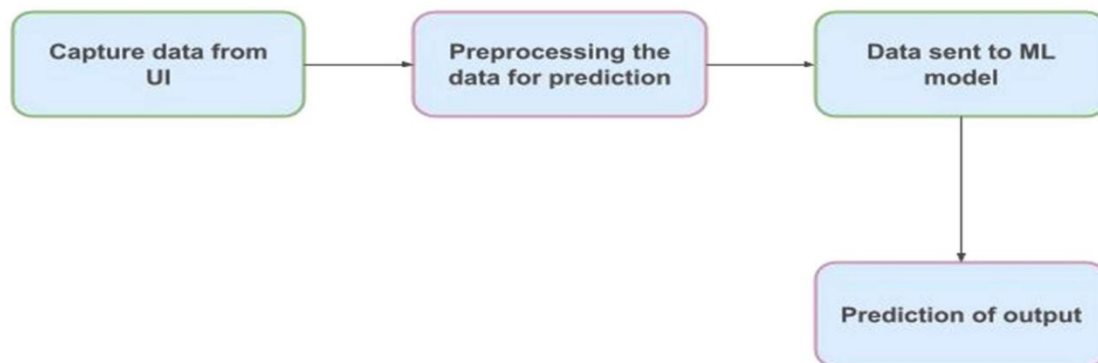 Capture data from
UI
Preprocessing the
data for prediction
Data sent to ML
model
Prediction of output